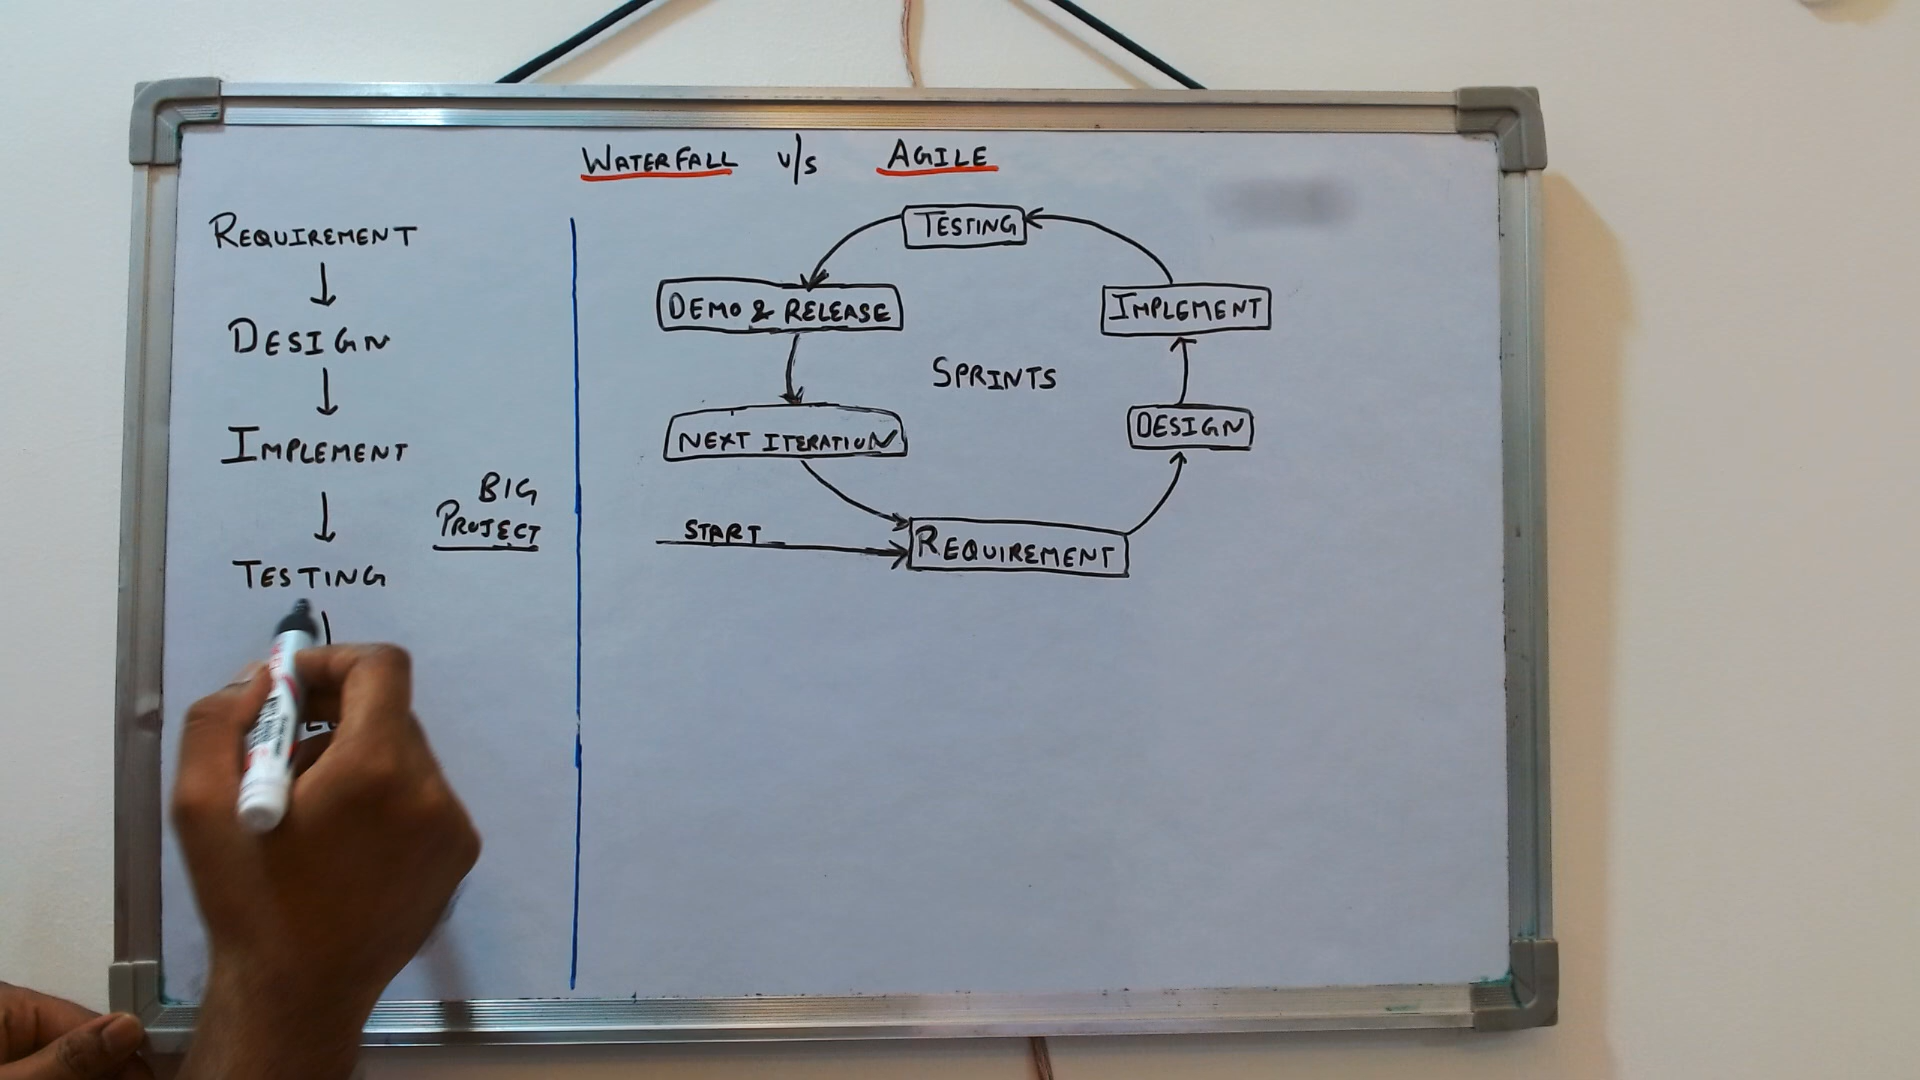 WATERFALL v/s AGILE
REQUIREMENT
DESIGN
IMPLEMENT
TESTING
BIG
PROJECT
TESTING
DEMO & RELEASE
IMPLEMENT
SPRINTS
NEXT ITERATION
DESIGN
START
REQUIREMENT